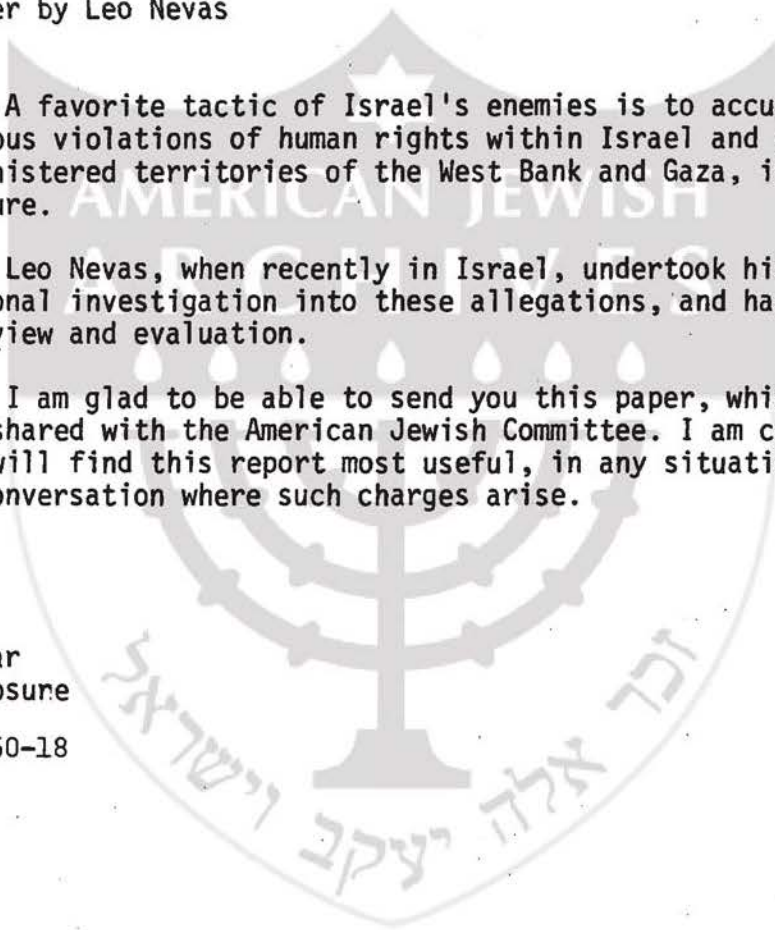 er by Leo Nevas
A favorite tactic of Israel's enemies is to accu
ous violations of human rights within Israel and
nistered territories of the West Bank and Gaza, i
ure.
AMERICAN JEWISH
Leo Nevas, when recently in Israel, undertook hi
onal investigation into these allegations, and ha
ARCHIVES
view and evaluation.
I am glad to be able to send you this paper, whi
shared with the American Jewish Committee. I am c
will find this report most useful, in any situati
onversation where such charges arise.
ar
osure
60-18
זכר אלה יעקב וישראל